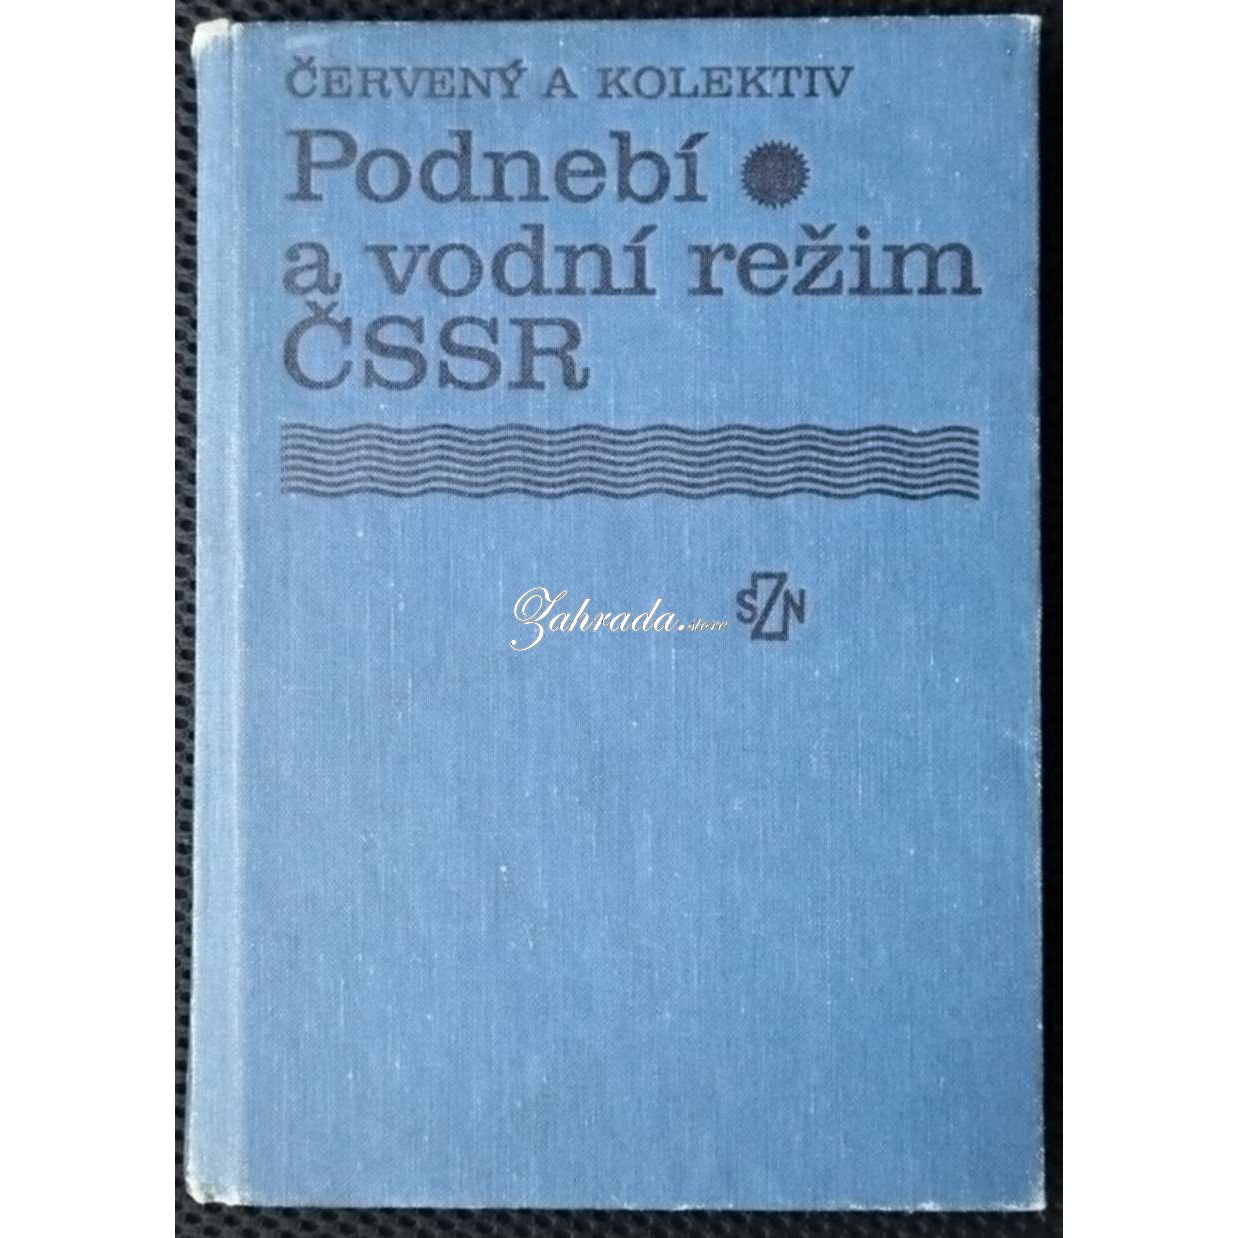 ČERVENÝ A KOLEKTIV
Podnebí
a vodní režim
ČSSR
Zahrada.store
SZN